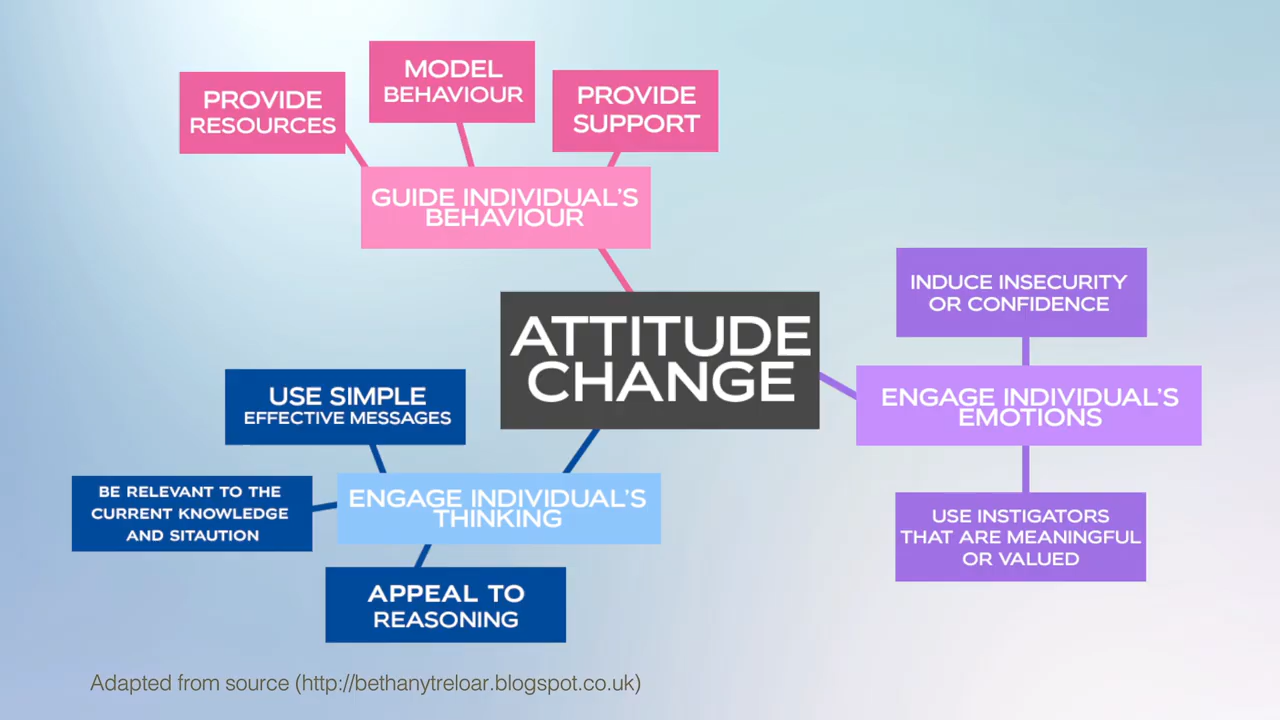 PROVIDE
RESOURCES
MODEL
BEHAVIOUR
PROVIDE
SUPPORT
GUIDE INDIVIDUAL'S
BEHAVIOUR
ATTITUDE
CHANGE
INDUCE INSECURITY
OR CONFIDENCE
ENGAGE INDIVIDUAL'S
EMOTIONS
USE INSTIGATORS
THAT ARE MEANINGFUL
OR VALUED
USE SIMPLE
EFFECTIVE MESSAGES
BE RELEVANT TO THE
CURRENT KNOWLEDGE
AND SITAUTION
ENGAGE INDIVIDUAL'S
THINKING
APPEAL TO
REASONING
Adapted from source (http://bethanytreloar.blogspot.co.uk)